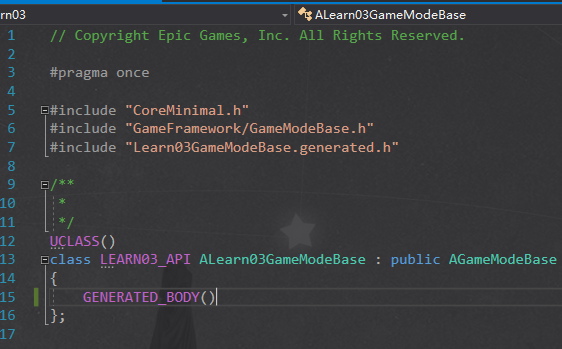 rn03 ALearn03GameModeBase
1 // Copyright Epic Games, Inc. All Rights Reserved.
2
3 #pragma once
4
5 #include "CoreMinimal.h"
6 #include "GameFramework/GameModeBase.h"
7 #include "Learn03GameModeBase.generated.h"
8
9 /**
10 *
11 */
12 UCLASS()
13 class LEARN03_API ALearn03GameModeBase : public AGameModeBase
14 {
15 GENERATED_BODY()
16 };
17